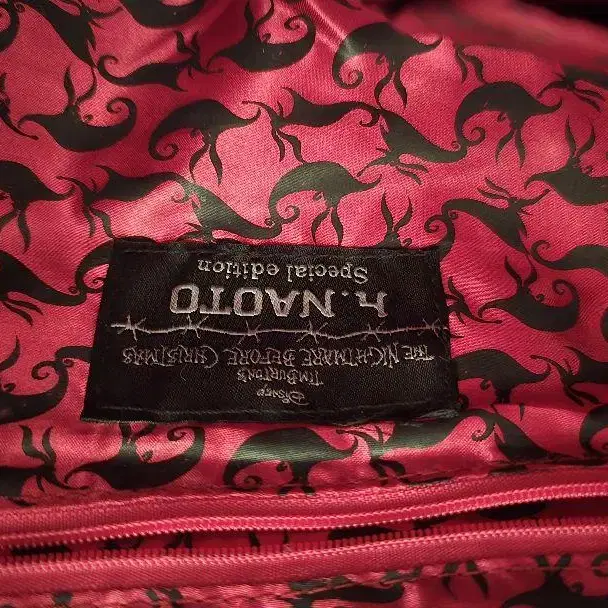 Disney
TIM BURTON'S
THE NIGHTMARE BEFORE CHRISTMAS
h.NAOTO
Special edition